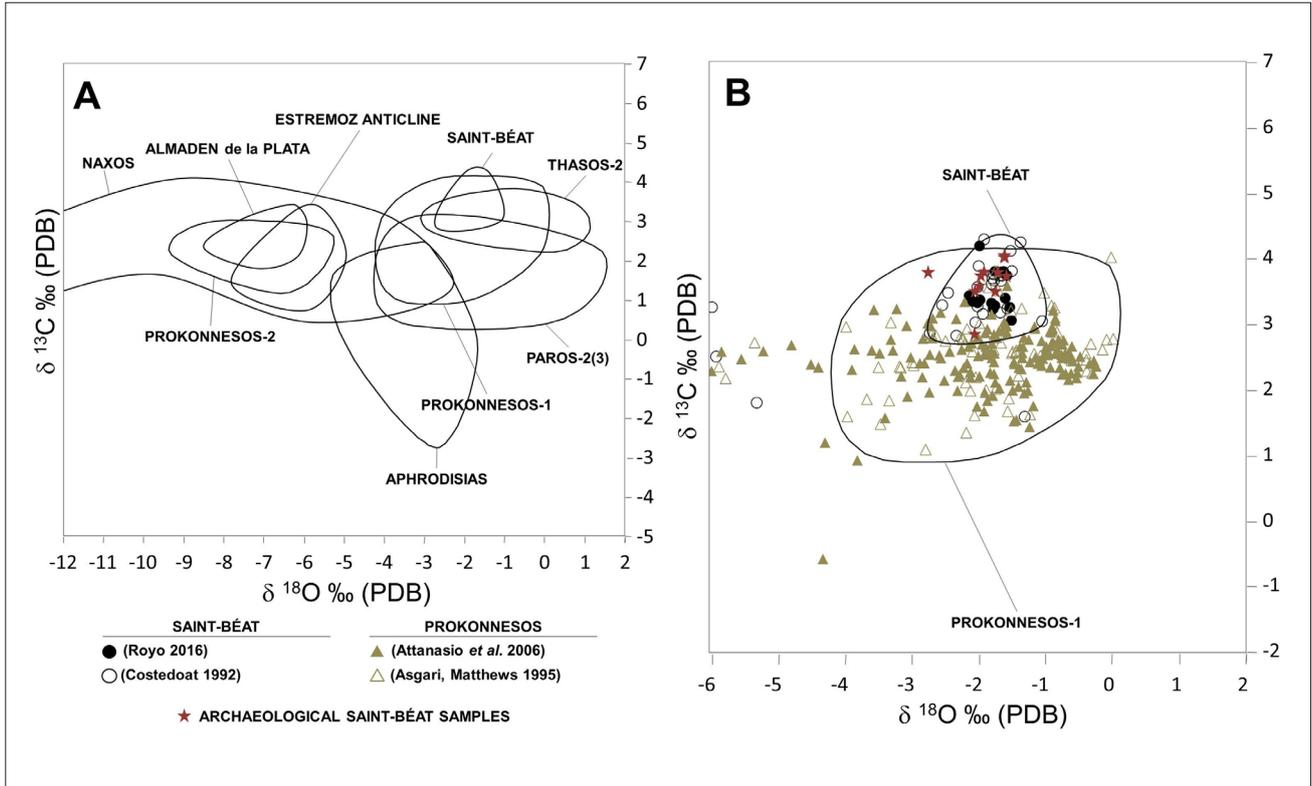 A
ESTREMOZ ANTICLINE
ALMADEN de la PLATA
SAINT-BÉAT
NAXOS
THASOS-2
PROKONNESOS-2
PAROS-2(3)
PROKONNESOS-1
APHRODISIAS
7
6
5
4
3
2
1
0
-1
-2
-3
-4
-5
δ 13C ‰ (PDB)
-12 -11 -10 -9 -8 -7 -6 -5 -4 -3 -2 -1 0 1 2
δ 18O ‰ (PDB)
SAINT-BÉAT
(Royo 2016)
(Costedoat 1992)
PROKONNESOS
(Attanasio et al. 2006)
(Asgari, Matthews 1995)
ARCHAEOLOGICAL SAINT-BÉAT SAMPLES
B
SAINT-BÉAT
PROKONNESOS-1
7
6
5
4
3
2
1
0
-1
-2
δ 13C ‰ (PDB)
-6 -5 -4 -3 -2 -1 0 1 2
δ 18O ‰ (PDB)